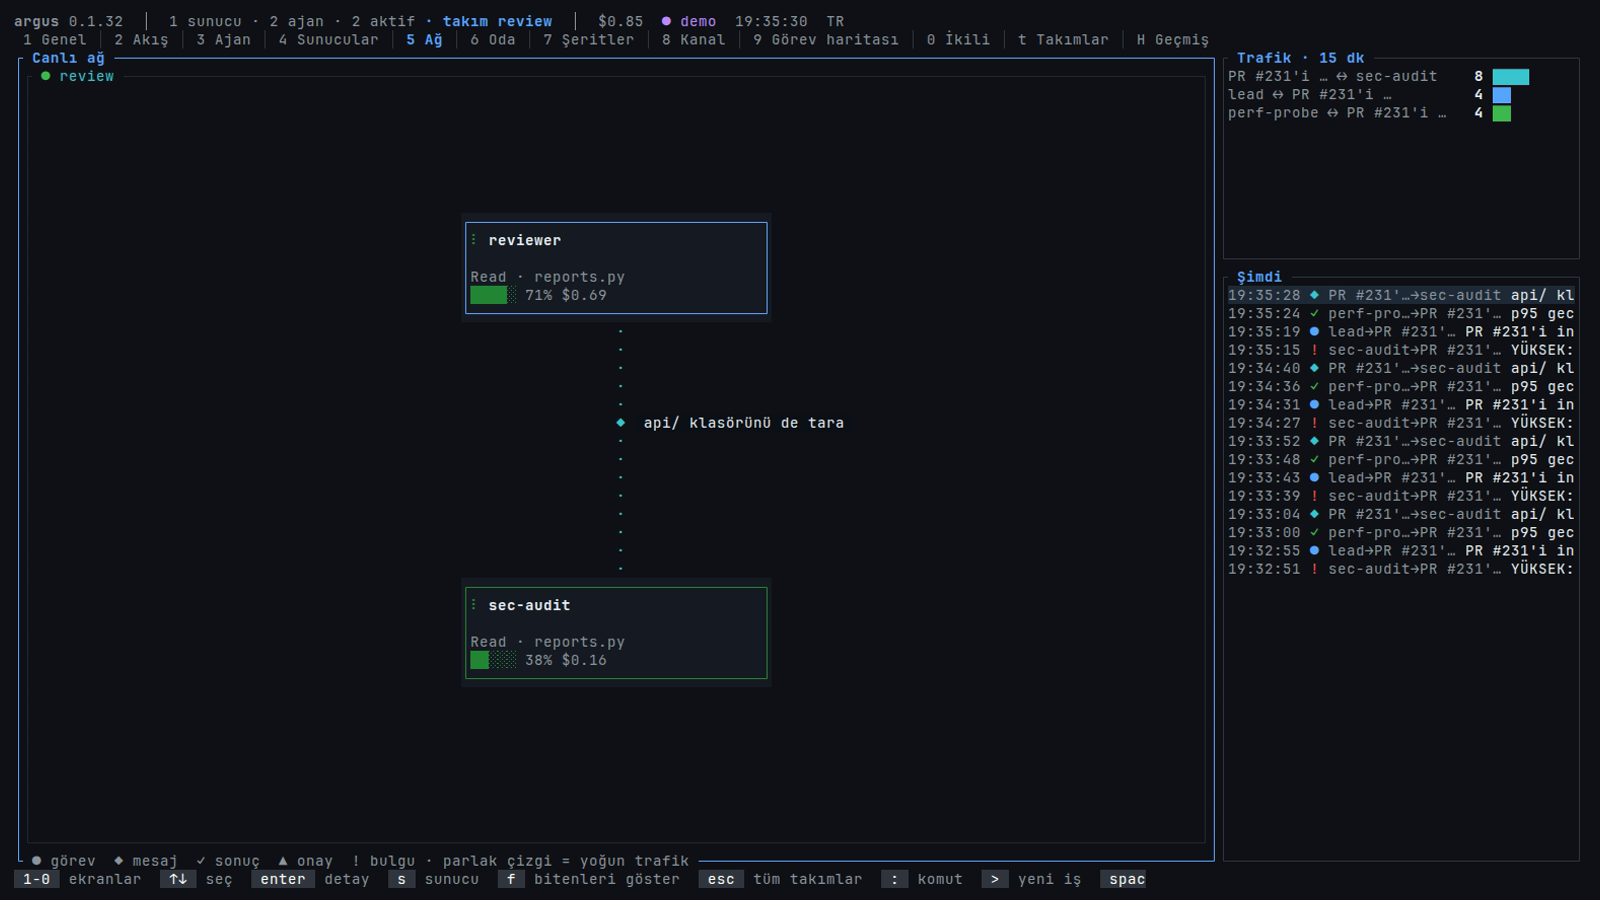 argus 0.1.32 │ 1 sunucu · 2 ajan · 2 aktif · takım review │ $0.85 ● demo 19:35:30 TR
1 Genel │ 2 Akış │ 3 Ajan │ 4 Sunucular │ 5 Ağ │ 6 Oda │ 7 Şeritler │ 8 Kanal │ 9 Görev haritası │ 0 İkili │ t Takımlar │ H Geçmiş
Canlı ağ
● review
⁝ reviewer
Read · reports.py
71% $0.69
◆ api/ klasörünü de tara
⁝ sec-audit
Read · reports.py
38% $0.16
● görev ◆ mesaj ✓ sonuç ▲ onay ! bulgu · parlak çizgi = yoğun trafik
Trafik · 15 dk
PR #231'i … ↔ sec-audit 8
lead ↔ PR #231'i … 4
perf-probe ↔ PR #231'i … 4
Şimdi
19:35:28 ◆ PR #231'…→sec-audit api/ kl
19:35:24 ✓ perf-pro…→PR #231'… p95 gec
19:35:19 ● lead→PR #231'… PR #231'i in
19:35:15 ! sec-audit→PR #231'… YÜKSEK:
19:34:40 ◆ PR #231'…→sec-audit api/ kl
19:34:36 ✓ perf-pro…→PR #231'… p95 gec
19:34:31 ● lead→PR #231'… PR #231'i in
19:34:27 ! sec-audit→PR #231'… YÜKSEK:
19:33:52 ◆ PR #231'…→sec-audit api/ kl
19:33:48 ✓ perf-pro…→PR #231'… p95 gec
19:33:43 ● lead→PR #231'… PR #231'i in
19:33:39 ! sec-audit→PR #231'… YÜKSEK:
19:33:04 ◆ PR #231'…→sec-audit api/ kl
19:33:00 ✓ perf-pro…→PR #231'… p95 gec
19:32:55 ● lead→PR #231'… PR #231'i in
19:32:51 ! sec-audit→PR #231'… YÜKSEK:
1-0 ekranlar ↑↓ seç enter detay s sunucu f bitenleri göster esc tüm takımlar : komut > yeni iş spac